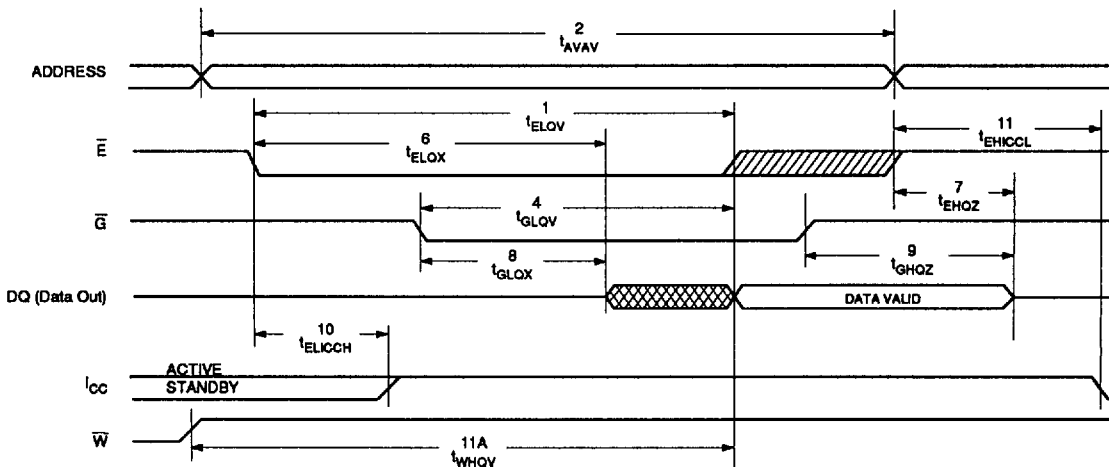 2
tAVAV
ADDRESS
1
tELQV
11
tEHICCL
6
tELQX
E
7
tEHQZ
4
tGLQV
G
9
tGHQZ
8
tGLQX
DQ (Data Out)
DATA VALID
10
tELICCH
ACTIVE
ICC
STANDBY
W
11A
tWHQV